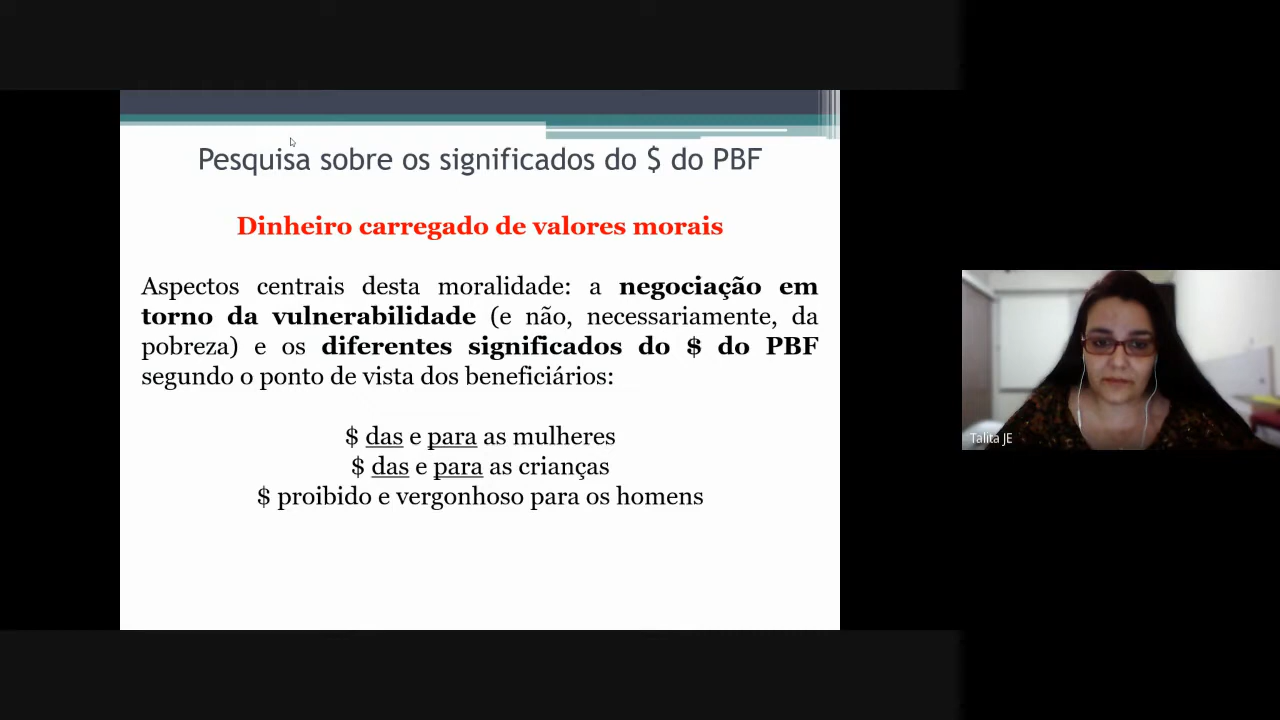 Pesquisa sobre os significados do $ do PBF
Dinheiro carregado de valores morais
Aspectos centrais desta moralidade: a negociação em
torno da vulnerabilidade (e não, necessariamente, da
pobreza) e os diferentes significados do $ do PBF
segundo o ponto de vista dos beneficiários:
$ das e para as mulheres
$ das e para as crianças
$ proibido e vergonhoso para os homens
Talita JE